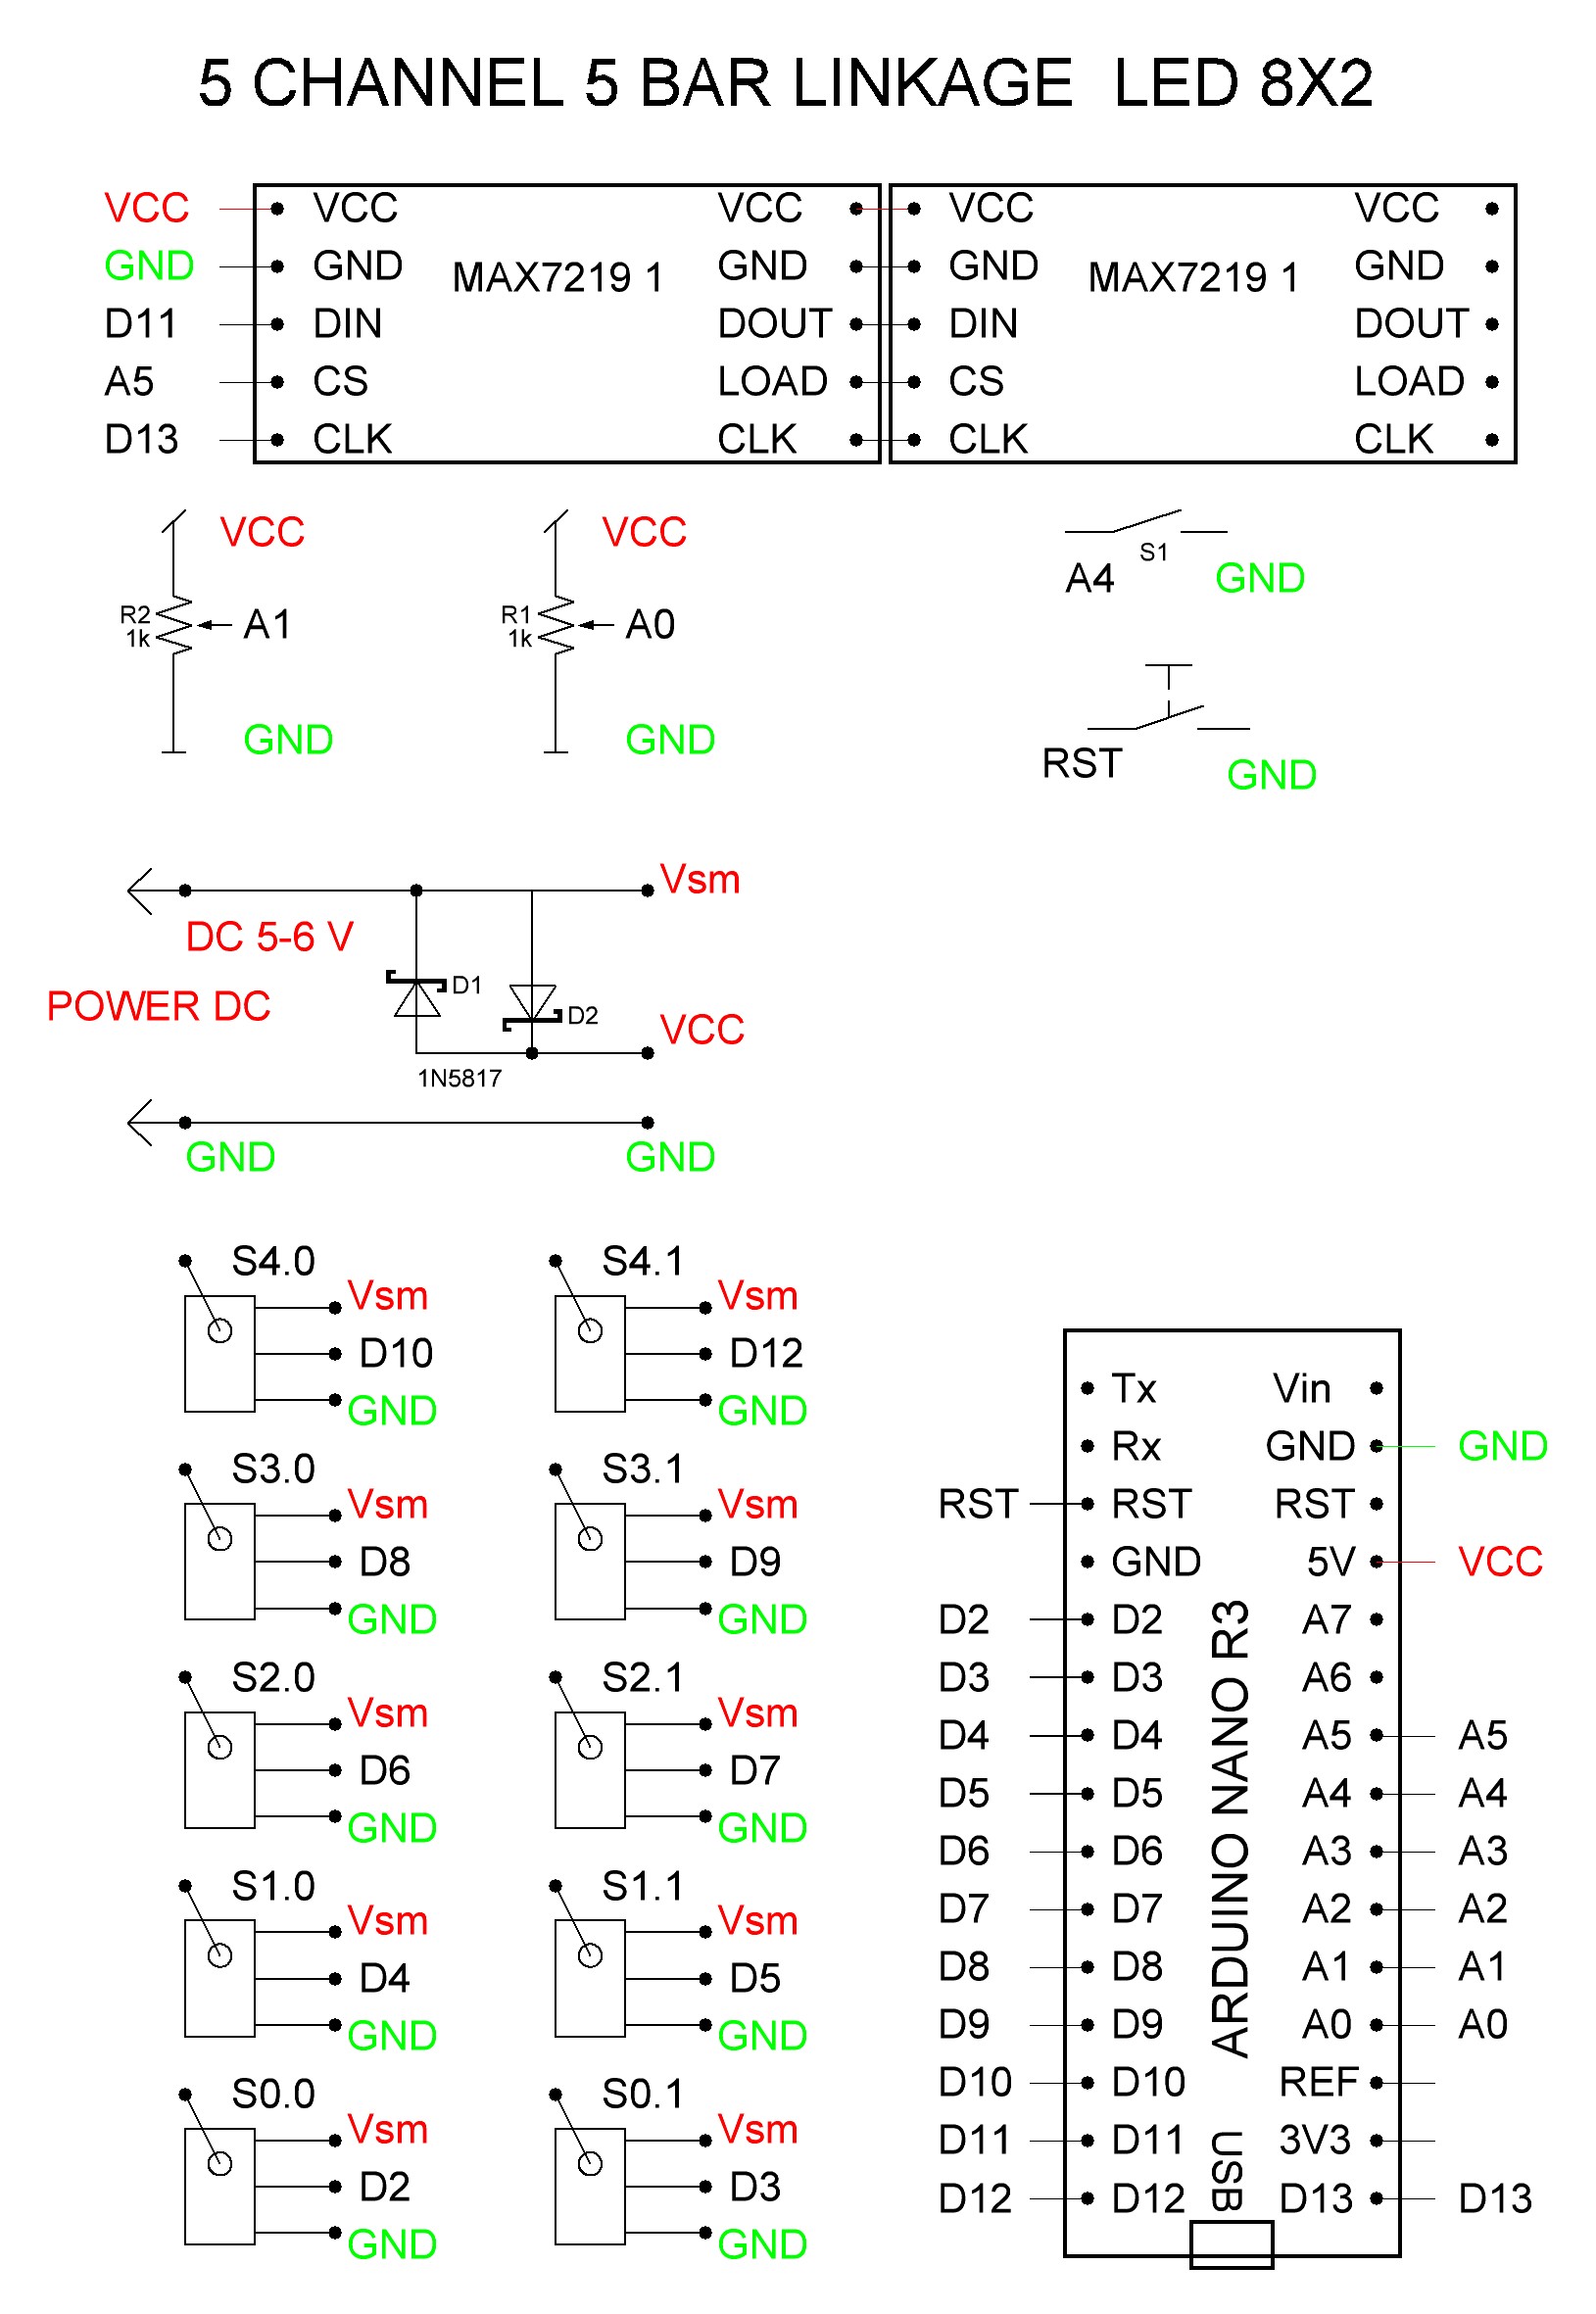 5 CHANNEL 5 BAR LINKAGE LED 8X2
VCC VCC VCC VCC VCC
GND GND GND GND GND
MAX7219 1 MAX7219 1
D11 DIN DOUT DIN DOUT
A5 CS LOAD CS LOAD
D13 CLK CLK CLK CLK
VCC VCC
S1
A4 GND
R2 1k A1
R1 1k A0
GND GND
RST GND
Vsm
DC 5-6 V
D1
POWER DC
D2
VCC
1N5817
GND GND
S4.0 S4.1
Vsm Vsm
D10 D12
GND GND
S3.0 S3.1
Vsm Vsm
D8 D9
GND GND
S2.0 S2.1
Vsm Vsm
D6 D7
GND GND
S1.0 S1.1
Vsm Vsm
D4 D5
GND GND
S0.0 S0.1
Vsm Vsm
D2 D3
GND GND
Tx Vin
Rx GND GND
RST RST RST
GND 5V VCC
D2 D2 A7
D3 D3 A6
D4 D4 A5 A5
D5 D5 A4 A4
D6 D6 A3 A3
D7 D7 A2 A2
D8 D8 A1 A1
D9 D9 A0 A0
D10 D10 REF
D11 D11 3V3
D12 D12 D13 D13
ARDUINO NANO R3
USB